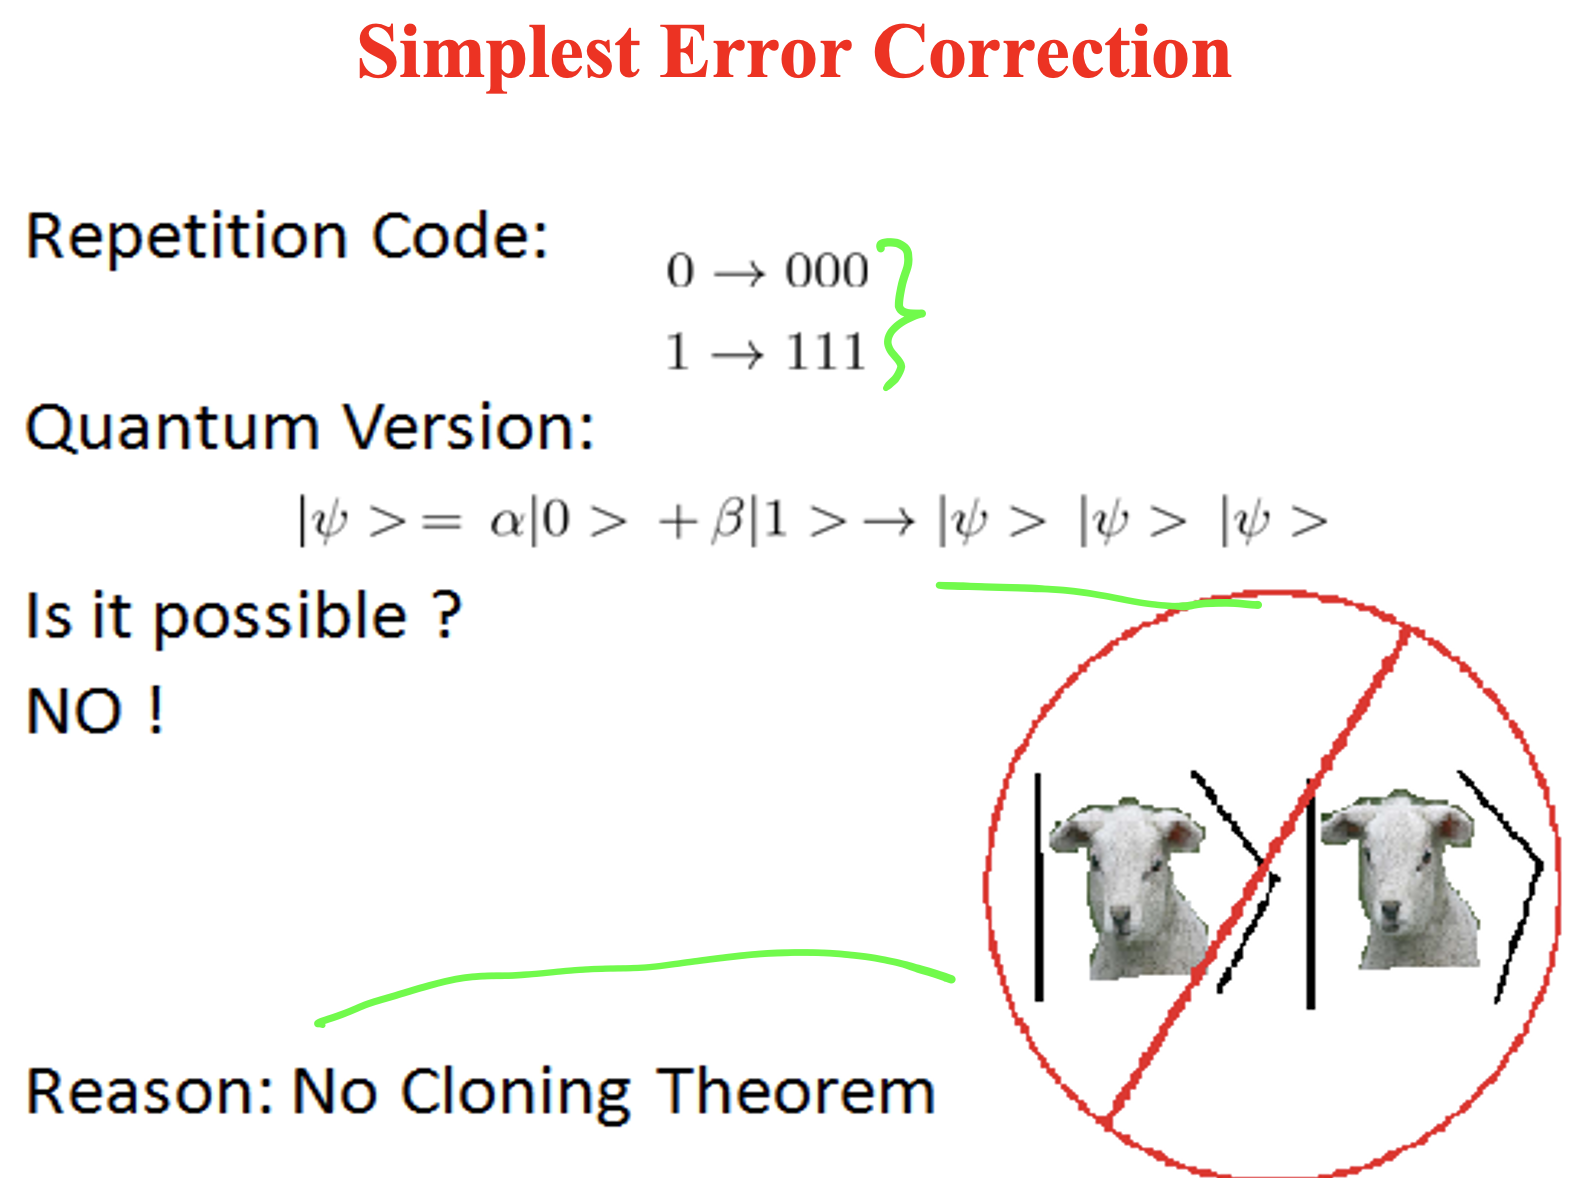 Simplest Error Correction
Repetition Code:
0 → 000
1 → 111
Quantum Version:
|ψ > = α|0 > + β|1 > → |ψ > |ψ > |ψ >
Is it possible ?
NO !
Reason: No Cloning Theorem